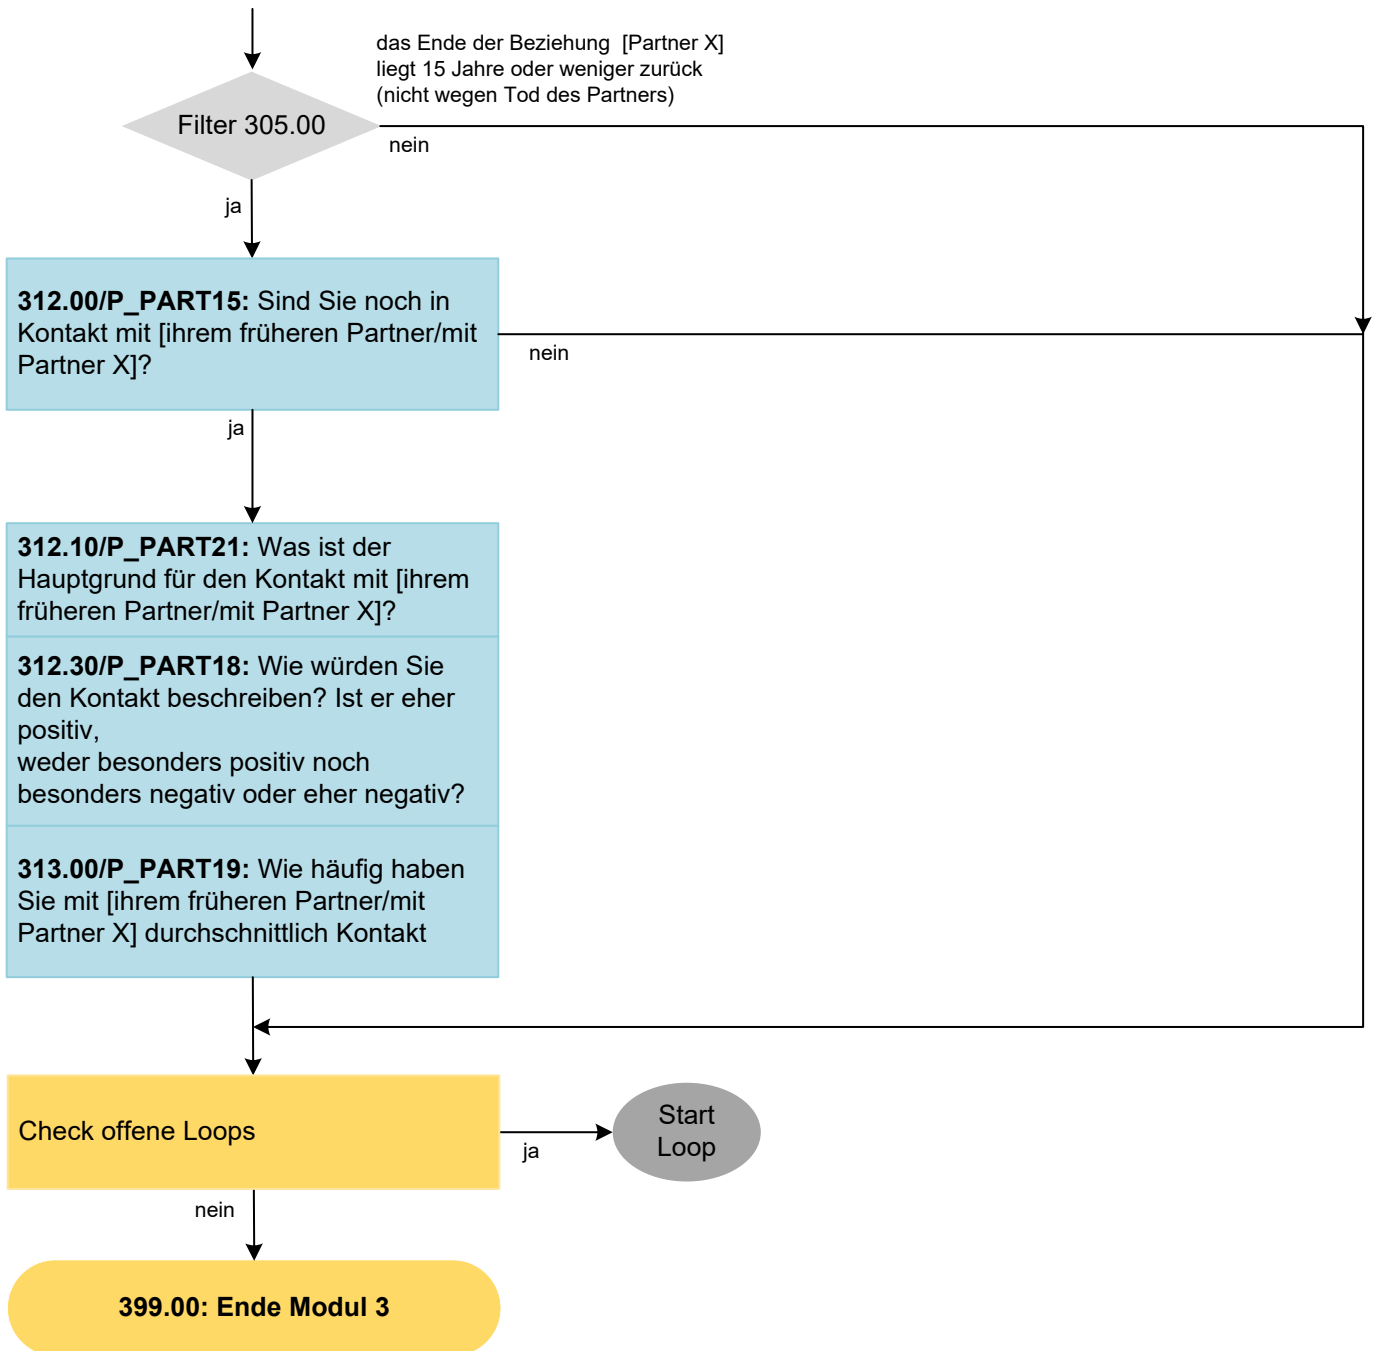 das Ende der Beziehung [Partner X]
liegt 15 Jahre oder weniger zurück
(nicht wegen Tod des Partners)
Filter 305.00
nein
ja
312.00/P_PART15: Sind Sie noch in
Kontakt mit [ihrem früheren Partner/mit
Partner X]?
nein
ja
312.10/P_PART21: Was ist der
Hauptgrund für den Kontakt mit [ihrem
früheren Partner/mit Partner X]?
312.30/P_PART18: Wie würden Sie
den Kontakt beschreiben? Ist er eher
positiv,
weder besonders positiv noch
besonders negativ oder eher negativ?
313.00/P_PART19: Wie häufig haben
Sie mit [ihrem früheren Partner/mit
Partner X] durchschnittlich Kontakt
Check offene Loops
ja
Start
Loop
nein
399.00: Ende Modul 3